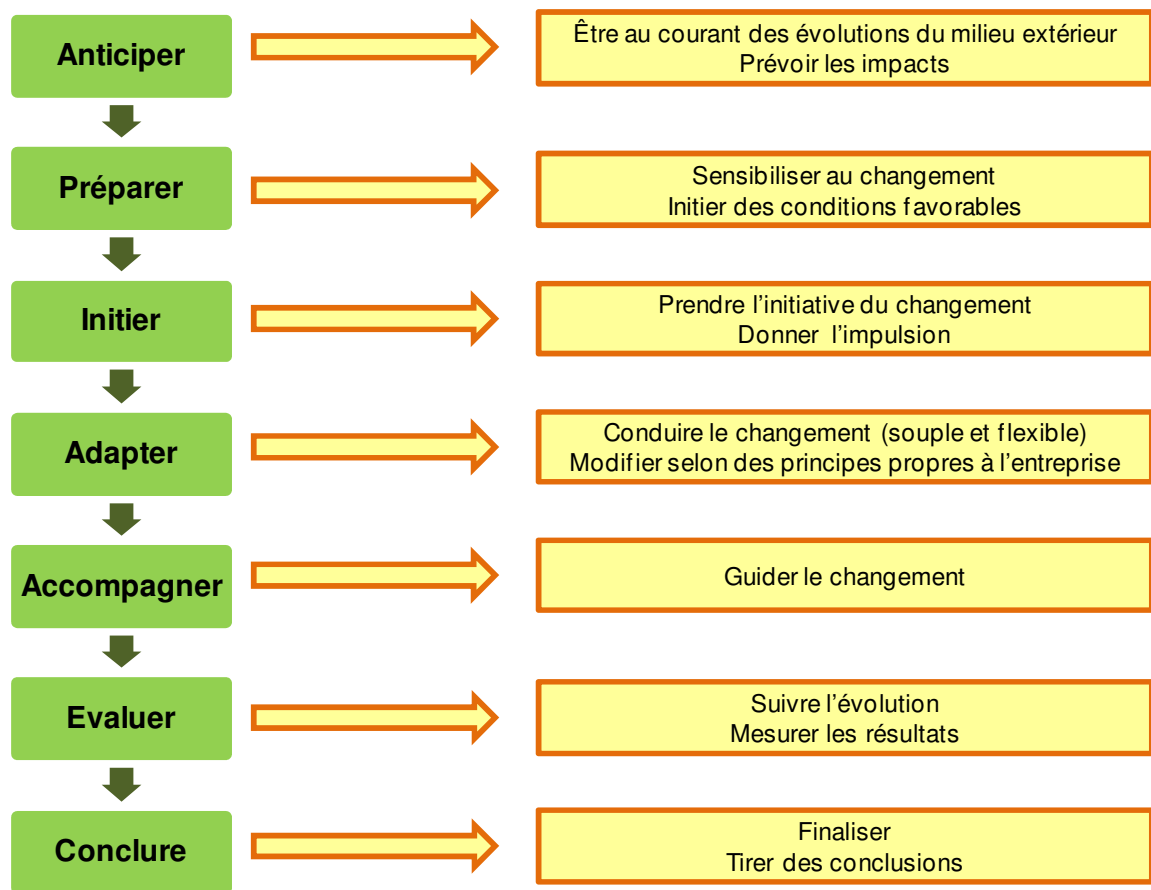 Anticiper
Être au courant des évolutions du milieu extérieur
Prévoir les impacts
Préparer
Sensibiliser au changement
Initier des conditions favorables
Initier
Prendre l'initiative du changement
Donner l'impulsion
Adapter
Conduire le changement (souple et flexible)
Modifier selon des principes propres à l'entreprise
Accompagner
Guider le changement
Evaluer
Suivre l'évolution
Mesurer les résultats
Conclure
Finaliser
Tirer des conclusions